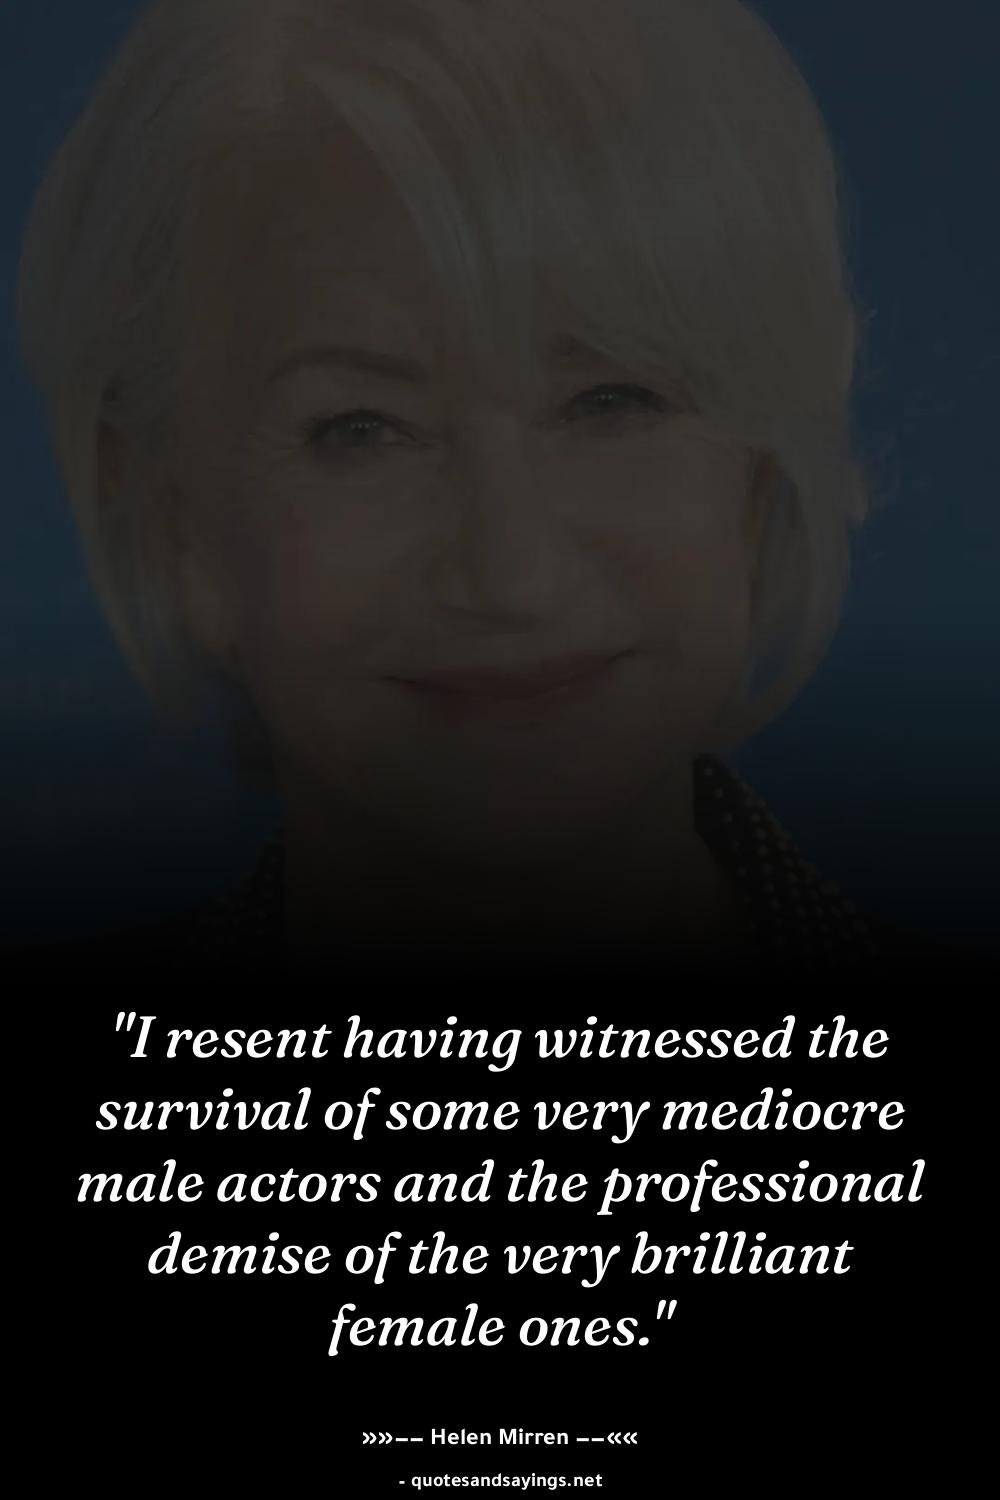 "I resent having witnessed the
survival of some very mediocre
male actors and the professional
demise of the very brilliant
female ones."
»»−− Helen Mirren −−««
- quotesandsayings.net